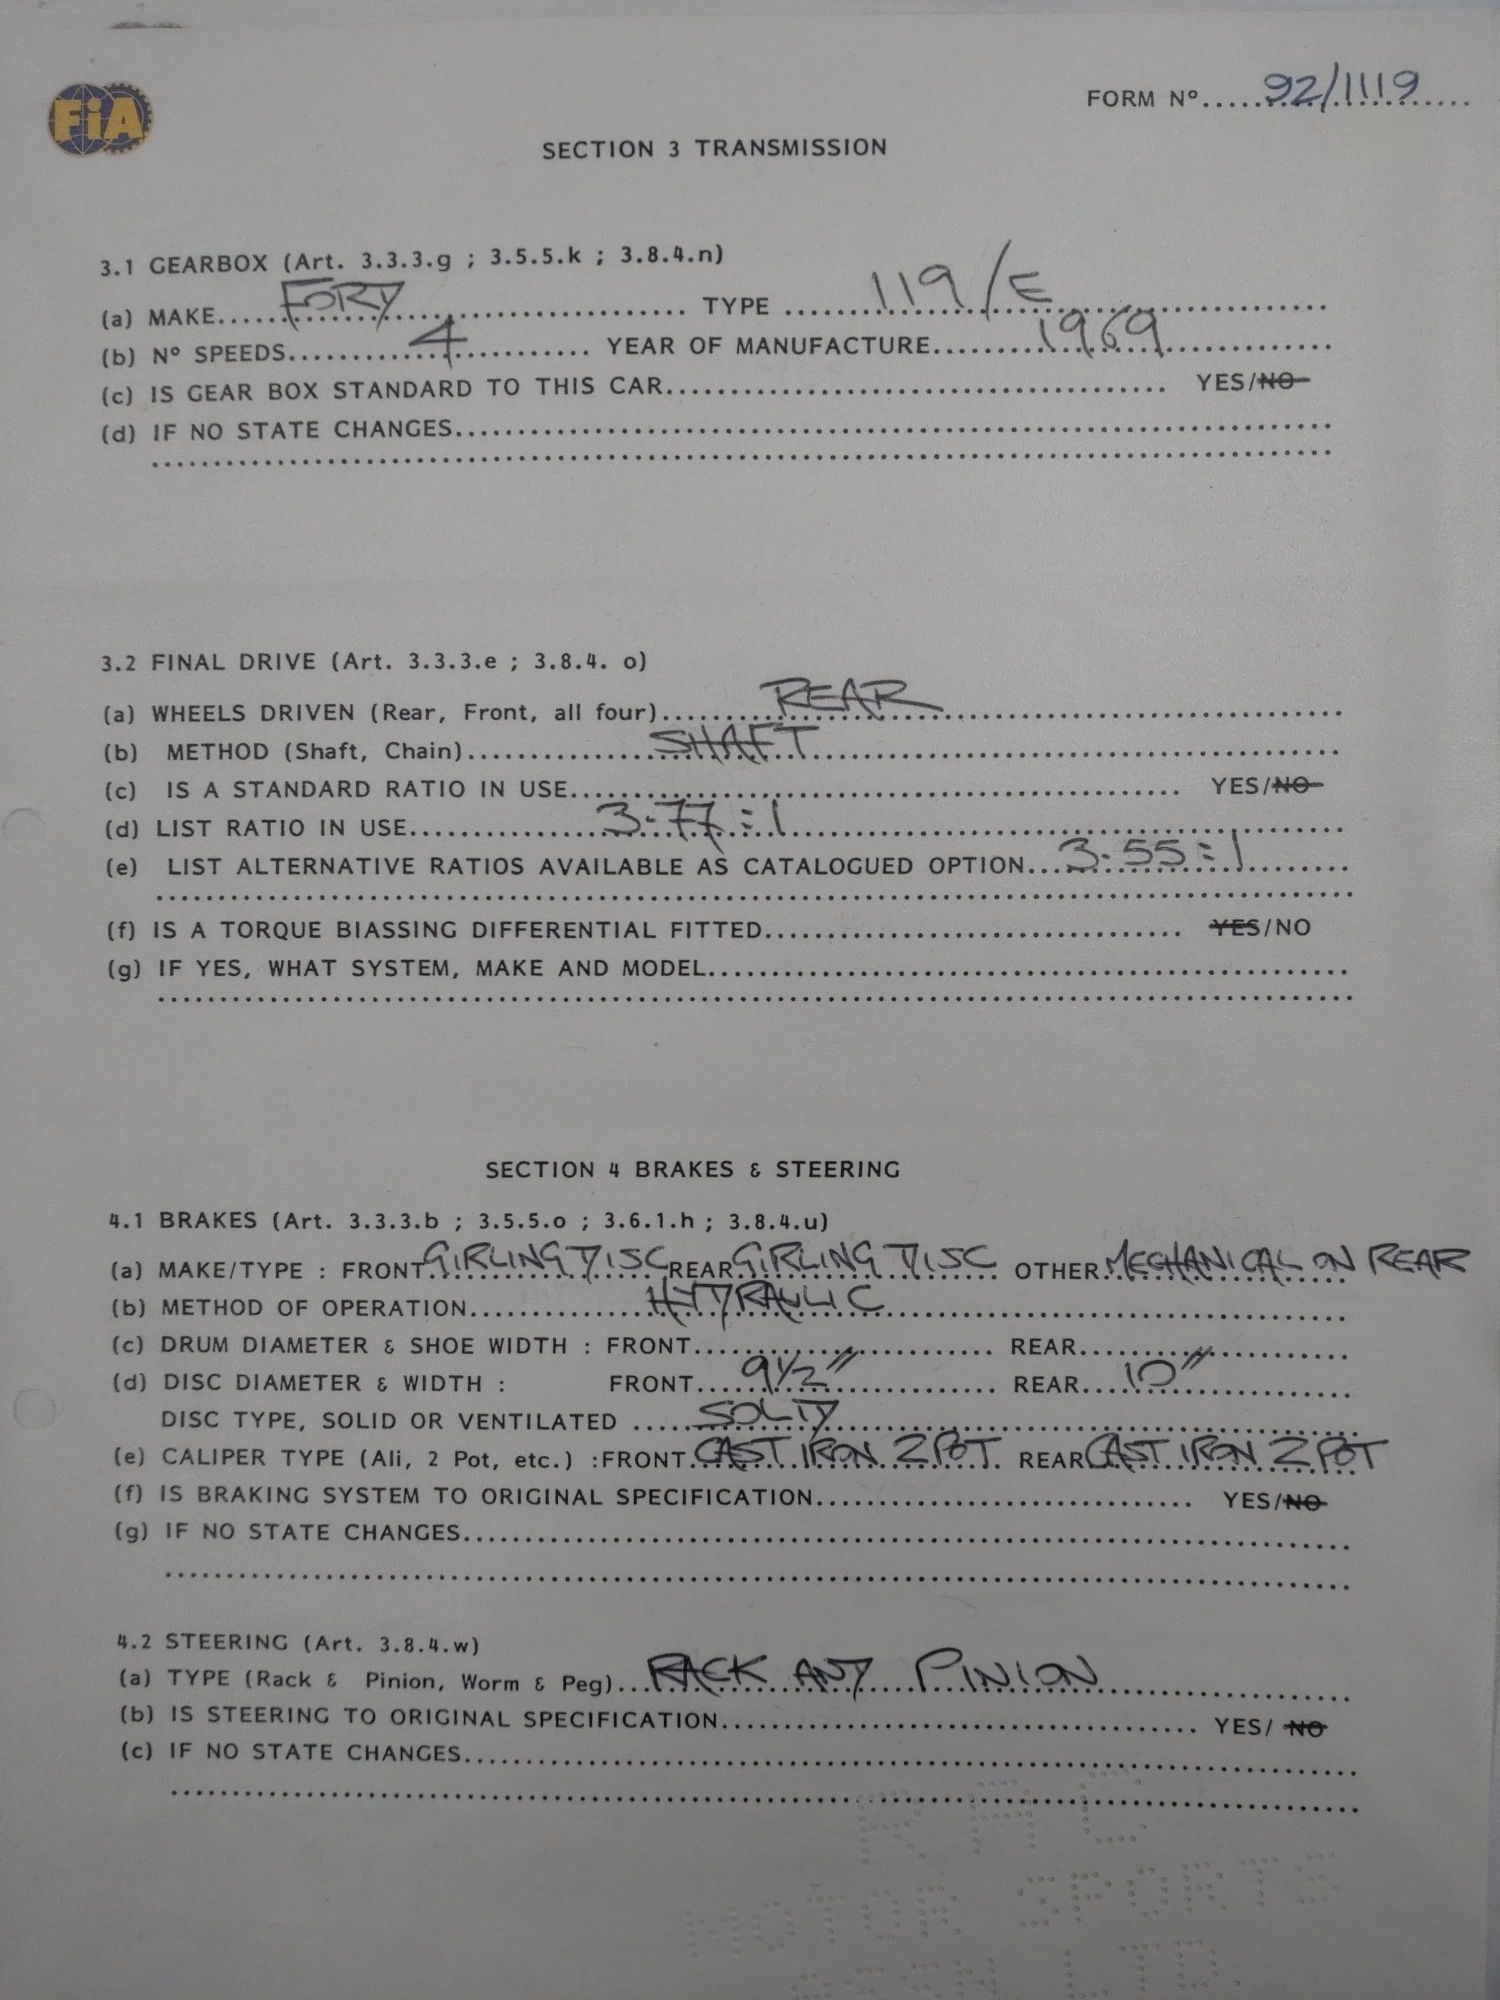 FiA
FORM Nº.....92/1119....
SECTION 3 TRANSMISSION
3.1 GEARBOX (Art. 3.3.3.g ; 3.5.5.k ; 3.8.4.n)
(a) MAKE.....FORD..................... TYPE .....119/E.....................
(b) Nº SPEEDS.........4......... YEAR OF MANUFACTURE.......1969.............
(c) IS GEAR BOX STANDARD TO THIS CAR................................ YES/NO
(d) IF NO STATE CHANGES......................................................
.............................................................................
3.2 FINAL DRIVE (Art. 3.3.3.e ; 3.8.4. o)
(a) WHEELS DRIVEN (Rear, Front, all four).......REAR..........................
(b) METHOD (Shaft, Chain)............SHAFT...................................
(c) IS A STANDARD RATIO IN USE....................................... YES/NO
(d) LIST RATIO IN USE.............3.77:1.....................................
(e) LIST ALTERNATIVE RATIOS AVAILABLE AS CATALOGUED OPTION...3.55:1.......
.............................................................................
(f) IS A TORQUE BIASSING DIFFERENTIAL FITTED........................... YES/NO
(g) IF YES, WHAT SYSTEM, MAKE AND MODEL.....................................
.............................................................................
SECTION 4 BRAKES & STEERING
4.1 BRAKES (Art. 3.3.3.b ; 3.5.5.o ; 3.6.1.h ; 3.8.4.u)
(a) MAKE/TYPE : FRONT GIRLING DISC REAR GIRLING DISC OTHER MECHANICAL ON REAR
(b) METHOD OF OPERATION............HYDRAULIC................................
(c) DRUM DIAMETER & SHOE WIDTH : FRONT.................... REAR..................
(d) DISC DIAMETER & WIDTH : FRONT....9½"........... REAR....10"..........
DISC TYPE, SOLID OR VENTILATED .....SOLID..................................
(e) CALIPER TYPE (Ali, 2 Pot, etc.) :FRONT CAST IRON 2 POT REAR CAST IRON 2 POT
(f) IS BRAKING SYSTEM TO ORIGINAL SPECIFICATION......................... YES/NO
(g) IF NO STATE CHANGES......................................................
.............................................................................
4.2 STEERING (Art. 3.8.4.w)
(a) TYPE (Rack & Pinion, Worm & Peg)...RACK AND PINION.................
(b) IS STEERING TO ORIGINAL SPECIFICATION............................... YES/ NO
(c) IF NO STATE CHANGES......................................................
.............................................................................
MOTOR SPORTS
LTD.